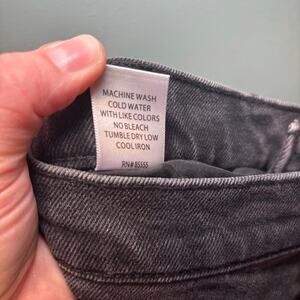 MACHINE WASH
COLD WATER
WITH LIKE COLORS
NO BLEACH
TUMBLE DRY LOW
COOL IRON
RN# 85555